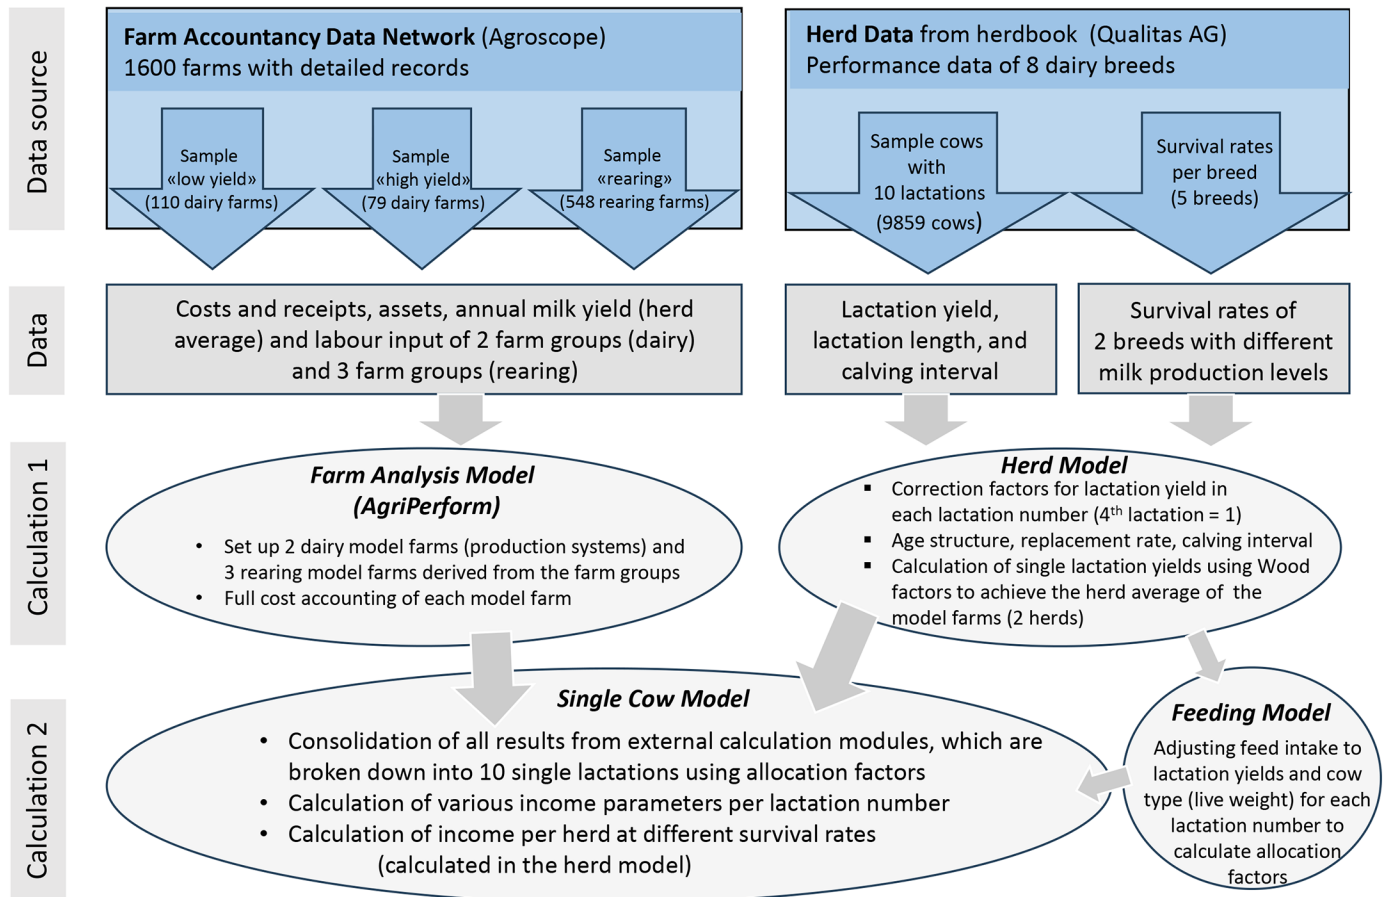 Data source
Farm Accountancy Data Network (Agroscope)
1600 farms with detailed records
Sample
«low yield»
(110 dairy farms)
Sample
«high yield»
(79 dairy farms)
Sample
«rearing»
(548 rearing farms)
Herd Data from herdbook (Qualitas AG)
Performance data of 8 dairy breeds
Sample cows
with
10 lactations
(9859 cows)
Survival rates
per breed
(5 breeds)
Data
Costs and receipts, assets, annual milk yield (herd
average) and labour input of 2 farm groups (dairy)
and 3 farm groups (rearing)
Lactation yield,
lactation length, and
calving interval
Survival rates of
2 breeds with different
milk production levels
Calculation 1
Farm Analysis Model
(AgriPerform)
• Set up 2 dairy model farms (production systems) and
3 rearing model farms derived from the farm groups
• Full cost accounting of each model farm
Herd Model
▪ Correction factors for lactation yield in
each lactation number (4th lactation = 1)
▪ Age structure, replacement rate, calving interval
▪ Calculation of single lactation yields using Wood
factors to achieve the herd average of the
model farms (2 herds)
Calculation 2
Single Cow Model
• Consolidation of all results from external calculation modules, which are
broken down into 10 single lactations using allocation factors
• Calculation of various income parameters per lactation number
• Calculation of income per herd at different survival rates
(calculated in the herd model)
Feeding Model
Adjusting feed intake to
lactation yields and cow
type (live weight) for each
lactation number to
calculate allocation
factors